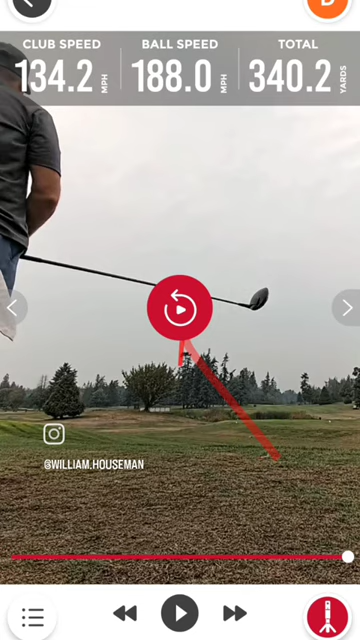 D
CLUB SPEED BALL SPEED TOTAL
134.2 MPH 188.0 MPH 340.2 YARDS
@WILLIAM.HOUSEMAN